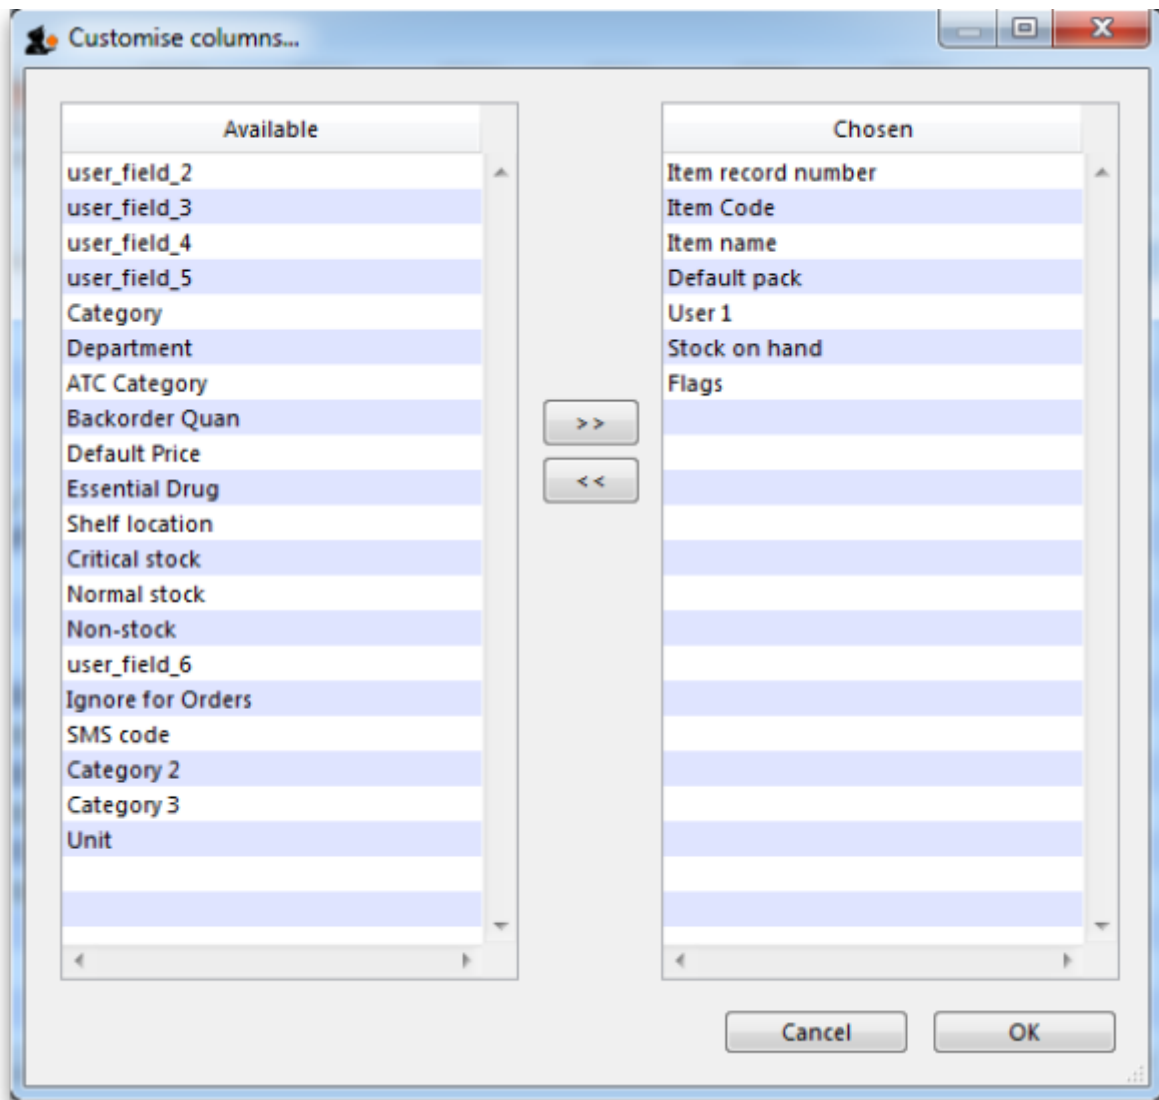 Customise columns...
Available
user_field_2
user_field_3
user_field_4
user_field_5
Category
Department
ATC Category
Backorder Quan
Default Price
Essential Drug
Shelf location
Critical stock
Normal stock
Non-stock
user_field_6
Ignore for Orders
SMS code
Category 2
Category 3
Unit
>>
<<
Chosen
Item record number
Item Code
Item name
Default pack
User 1
Stock on hand
Flags
Cancel
OK